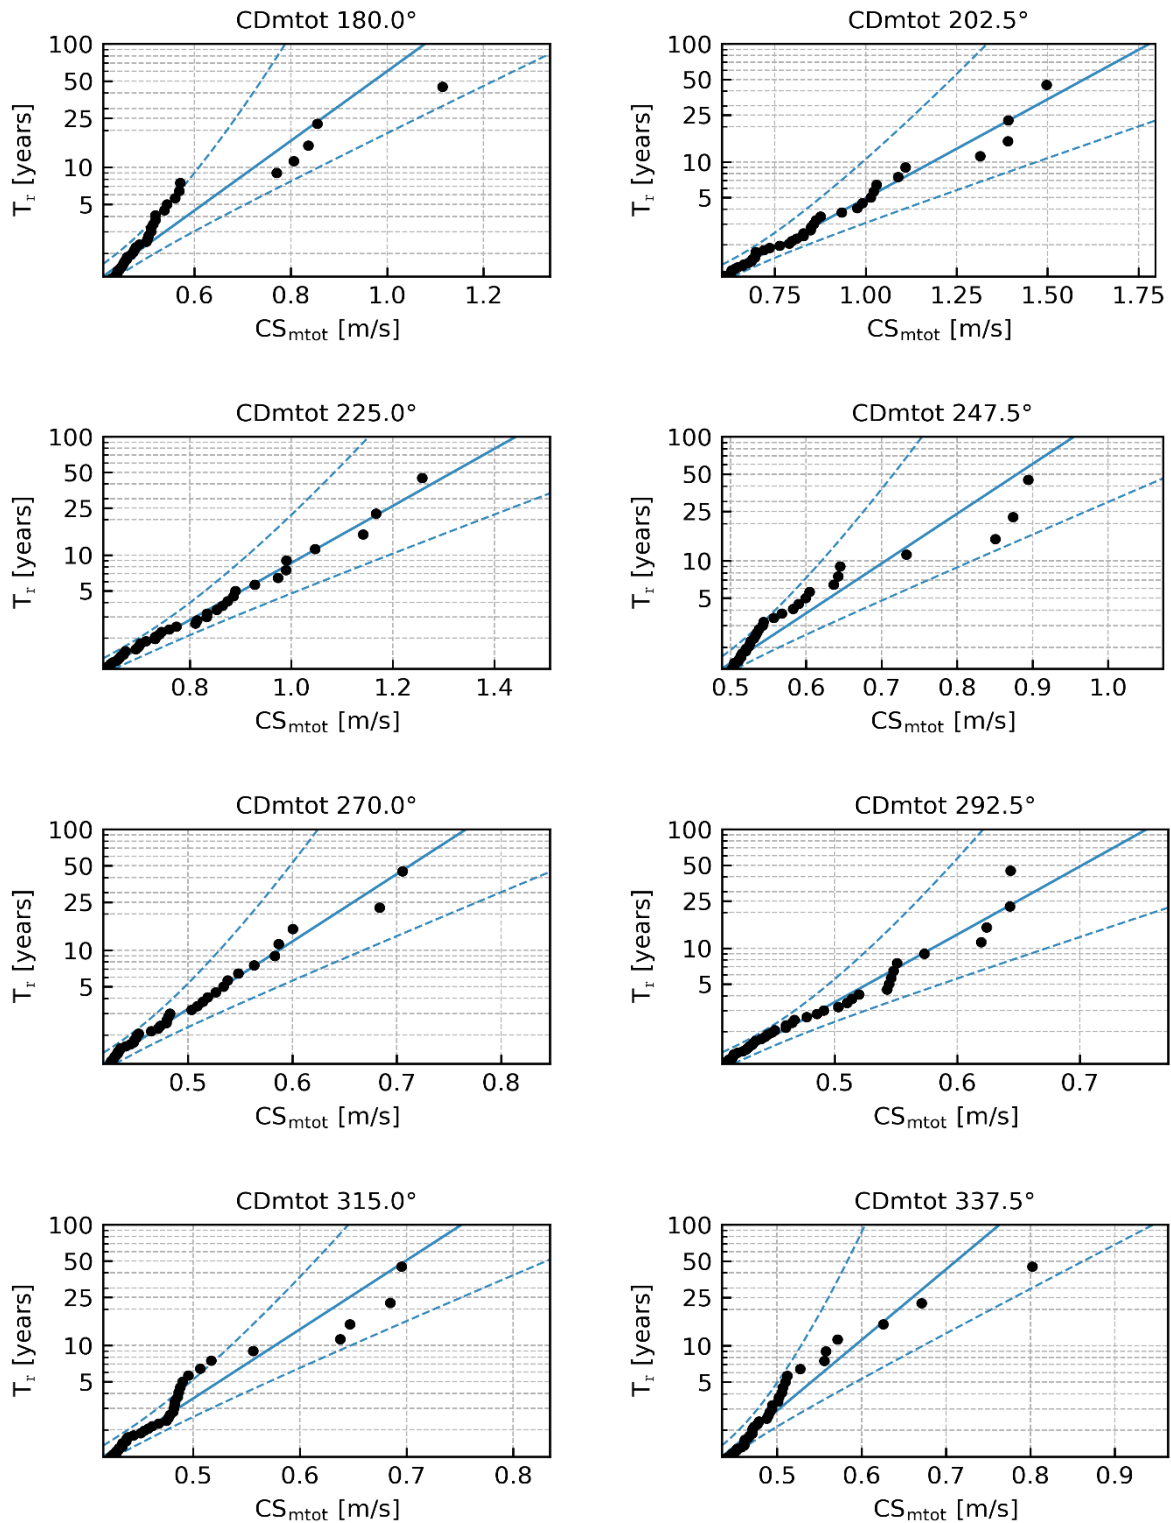 CDmtot 180.0°
100
50
25
10
5
Tr [years]
0.6 0.8 1.0 1.2
CSmtot [m/s]
CDmtot 202.5°
100
50
25
10
5
Tr [years]
0.75 1.00 1.25 1.50 1.75
CSmtot [m/s]
CDmtot 225.0°
100
50
25
10
5
Tr [years]
0.8 1.0 1.2 1.4
CSmtot [m/s]
CDmtot 247.5°
100
50
25
10
5
Tr [years]
0.5 0.6 0.7 0.8 0.9 1.0
CSmtot [m/s]
CDmtot 270.0°
100
50
25
10
5
Tr [years]
0.5 0.6 0.7 0.8
CSmtot [m/s]
CDmtot 292.5°
100
50
25
10
5
Tr [years]
0.5 0.6 0.7
CSmtot [m/s]
CDmtot 315.0°
100
50
25
10
5
Tr [years]
0.5 0.6 0.7 0.8
CSmtot [m/s]
CDmtot 337.5°
100
50
25
10
5
Tr [years]
0.5 0.6 0.7 0.8 0.9
CSmtot [m/s]